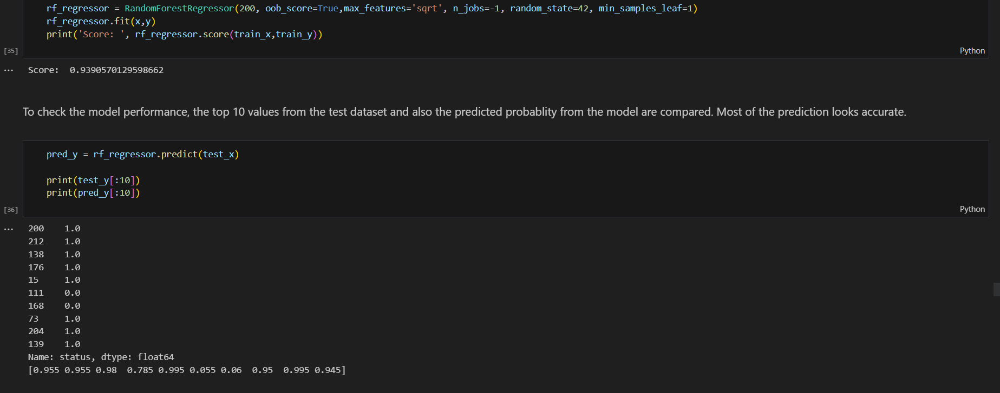 rf_regressor = RandomForestRegressor(200, oob_score=True,max_features='sqrt', n_jobs=-1, random_state=42, min_samples_leaf=1)
rf_regressor.fit(x,y)
print('Score: ', rf_regressor.score(train_x,train_y))
[35]
Python
... Score:  0.9390570129598662
To check the model performance, the top 10 values from the test dataset and also the predicted probablity from the model are compared. Most of the prediction looks accurate.
pred_y = rf_regressor.predict(test_x)
print(test_y[:10])
print(pred_y[:10])
[36]
Python
... 200    1.0
212    1.0
138    1.0
176    1.0
15     1.0
111    0.0
168    0.0
73     1.0
204    1.0
139    1.0
Name: status, dtype: float64
[0.955 0.955 0.98  0.785 0.995 0.055 0.06  0.95  0.995 0.945]